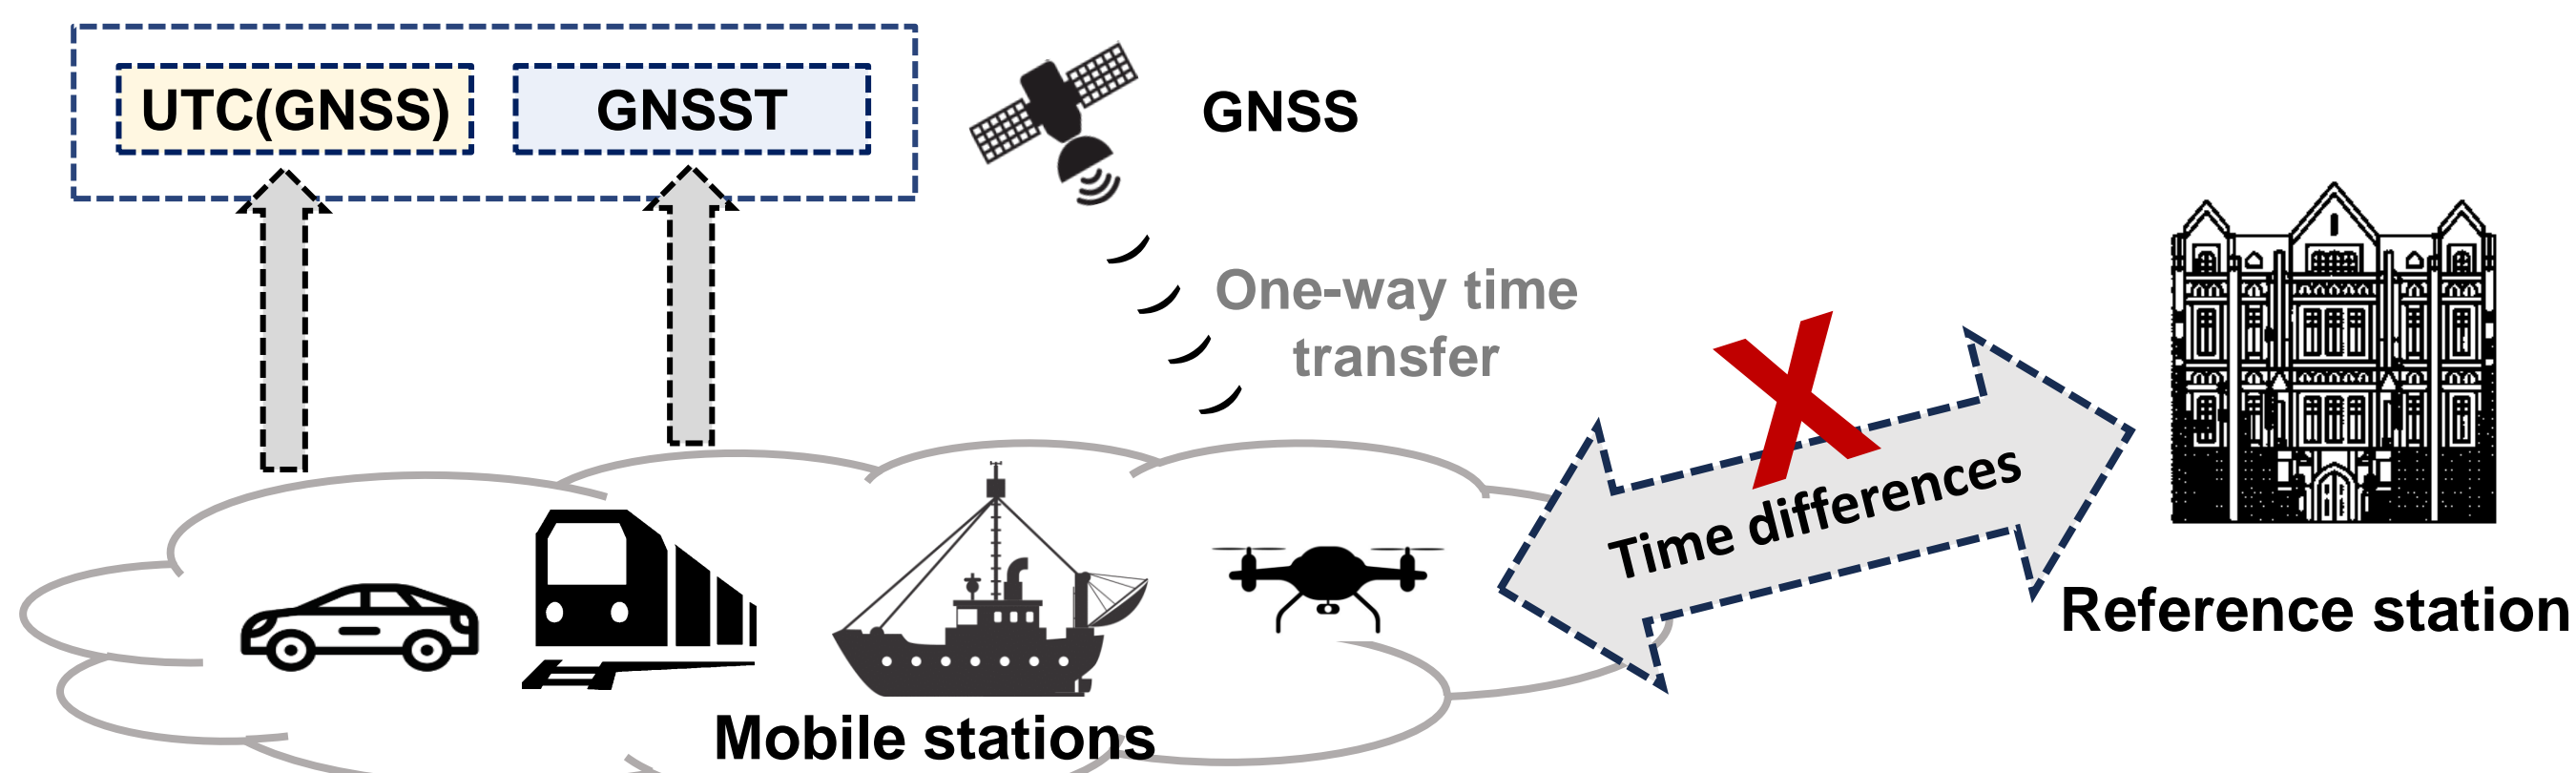 UTC(GNSS)
GNSST
GNSS
One-way time
transfer
X
Time differences
Reference station
Mobile stations